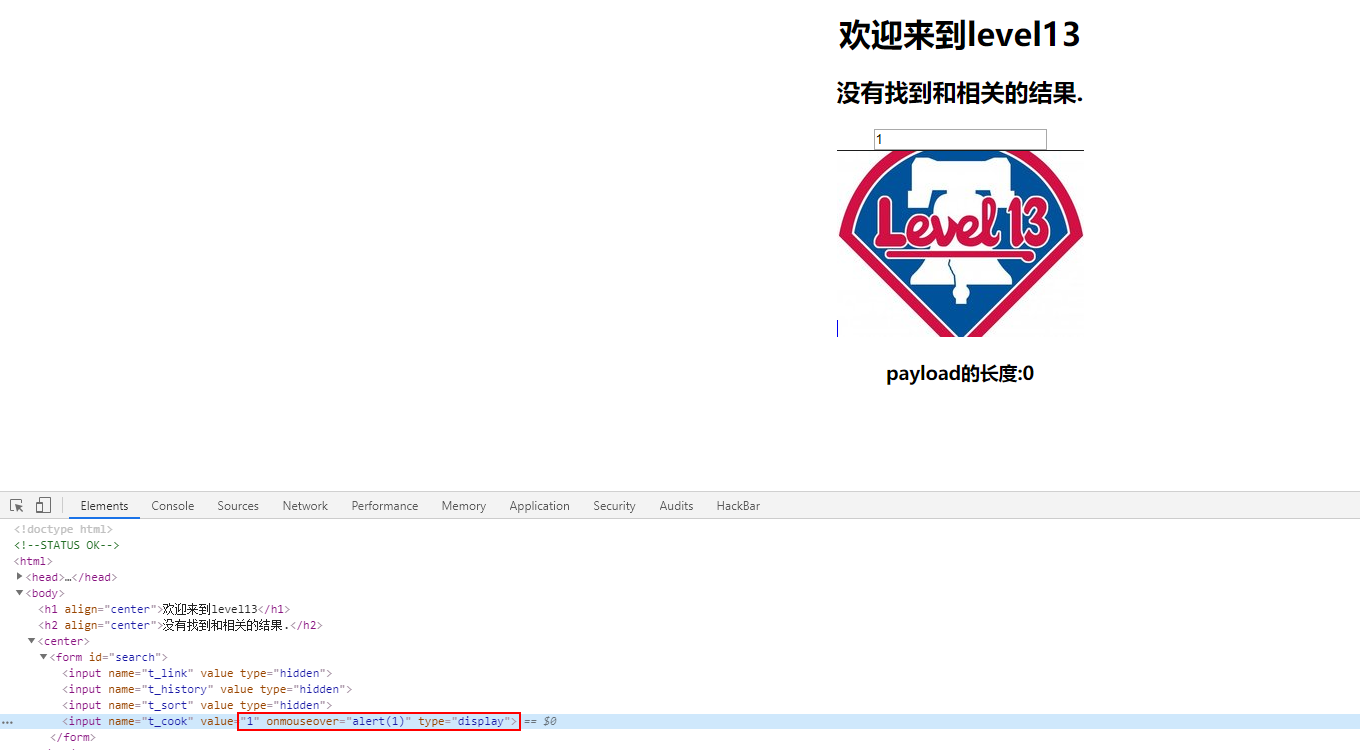 欢迎来到level13
没有找到和相关的结果.
1
Level 13
payload的长度:0
Elements Console Sources Network Performance Memory Application Security Audits HackBar
<!doctype html>
<!--STATUS OK-->
<html>
<head>…</head>
<body>
<h1 align="center">欢迎来到level13</h1>
<h2 align="center">没有找到和相关的结果.</h2>
<center>
<form id="search">
<input name="t_link" value type="hidden">
<input name="t_history" value type="hidden">
<input name="t_sort" value type="hidden">
... <input name="t_cook" value="1" onmouseover="alert(1)" type="display"> == $0
</form>